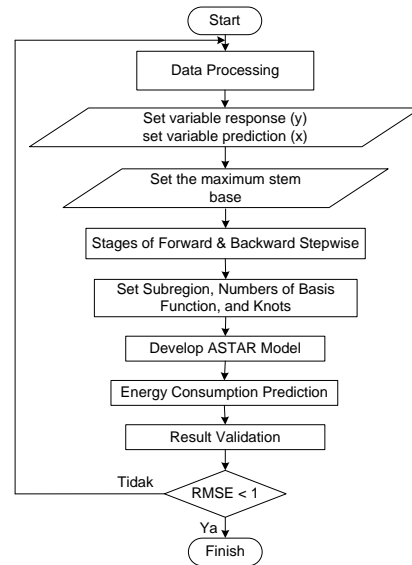 Start
Data Processing
Set variable response (y)
set variable prediction (x)
Set the maximum stem
base
Stages of Forward & Backward Stepwise
Set Subregion, Numbers of Basis
Function, and Knots
Develop ASTAR Model
Energy Consumption Prediction
Result Validation
Tidak
RMSE < 1
Ya
Finish